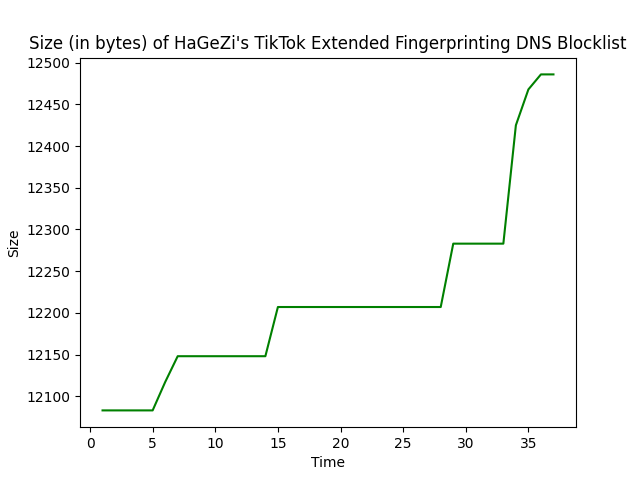 Size (in bytes) of HaGeZi's TikTok Extended Fingerprinting DNS Blocklist
12500
12450
12400
12350
12300
12250
12200
12150
12100
Size
0 5 10 15 20 25 30 35
Time